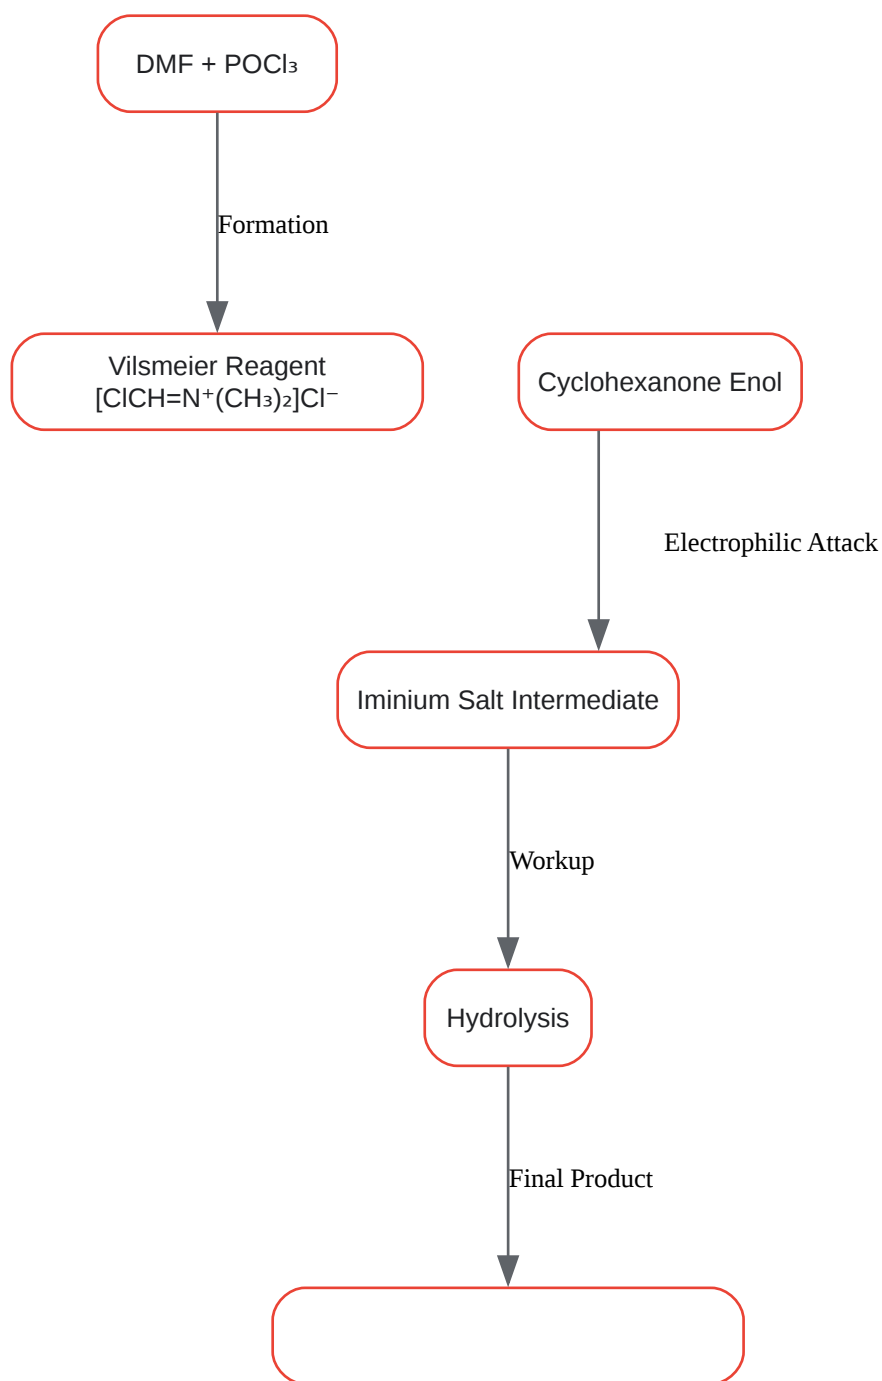 DMF + POCl₃
Formation
Vilsmeier Reagent
[ClCH=N⁺(CH₃)₂]Cl⁻
Cyclohexanone Enol
Electrophilic Attack
Iminium Salt Intermediate
Workup
Hydrolysis
Final Product